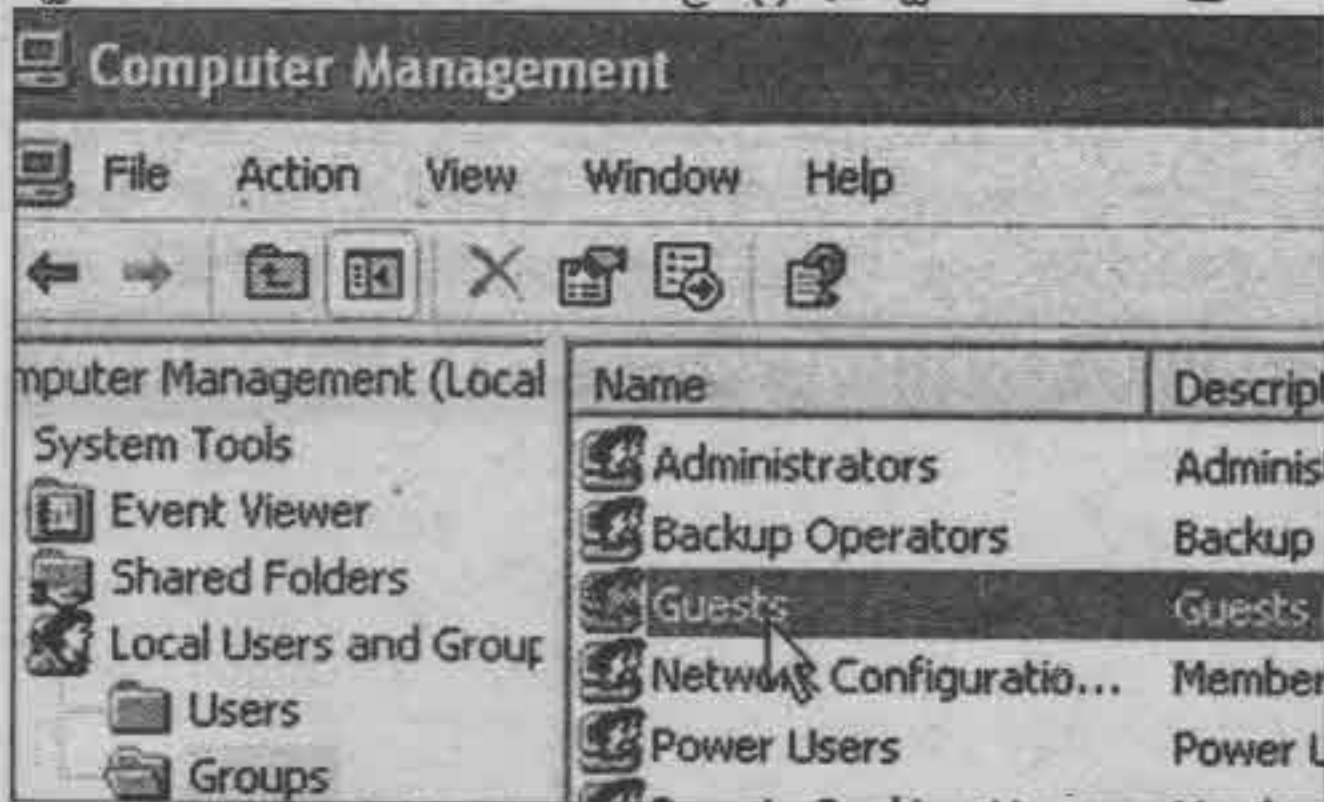 Computer Management
File Action View Window Help
mputer Management (Local
System Tools
Event Viewer
Shared Folders
Local Users and Group
Users
Groups
Name Descript
Administrators Adminis
Backup Operators Backup
Guests Guests
Network Configuratio... Member
Power Users Power U